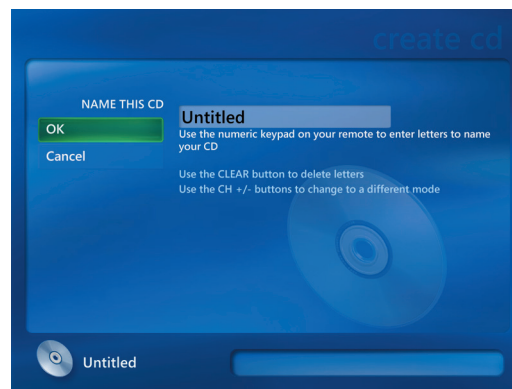 create cd
NAME THIS CD
OK
Cancel
Untitled
Use the numeric keypad on your remote to enter letters to name
your CD
Use the CLEAR button to delete letters
Use the CH +/- buttons to change to a different mode
Untitled